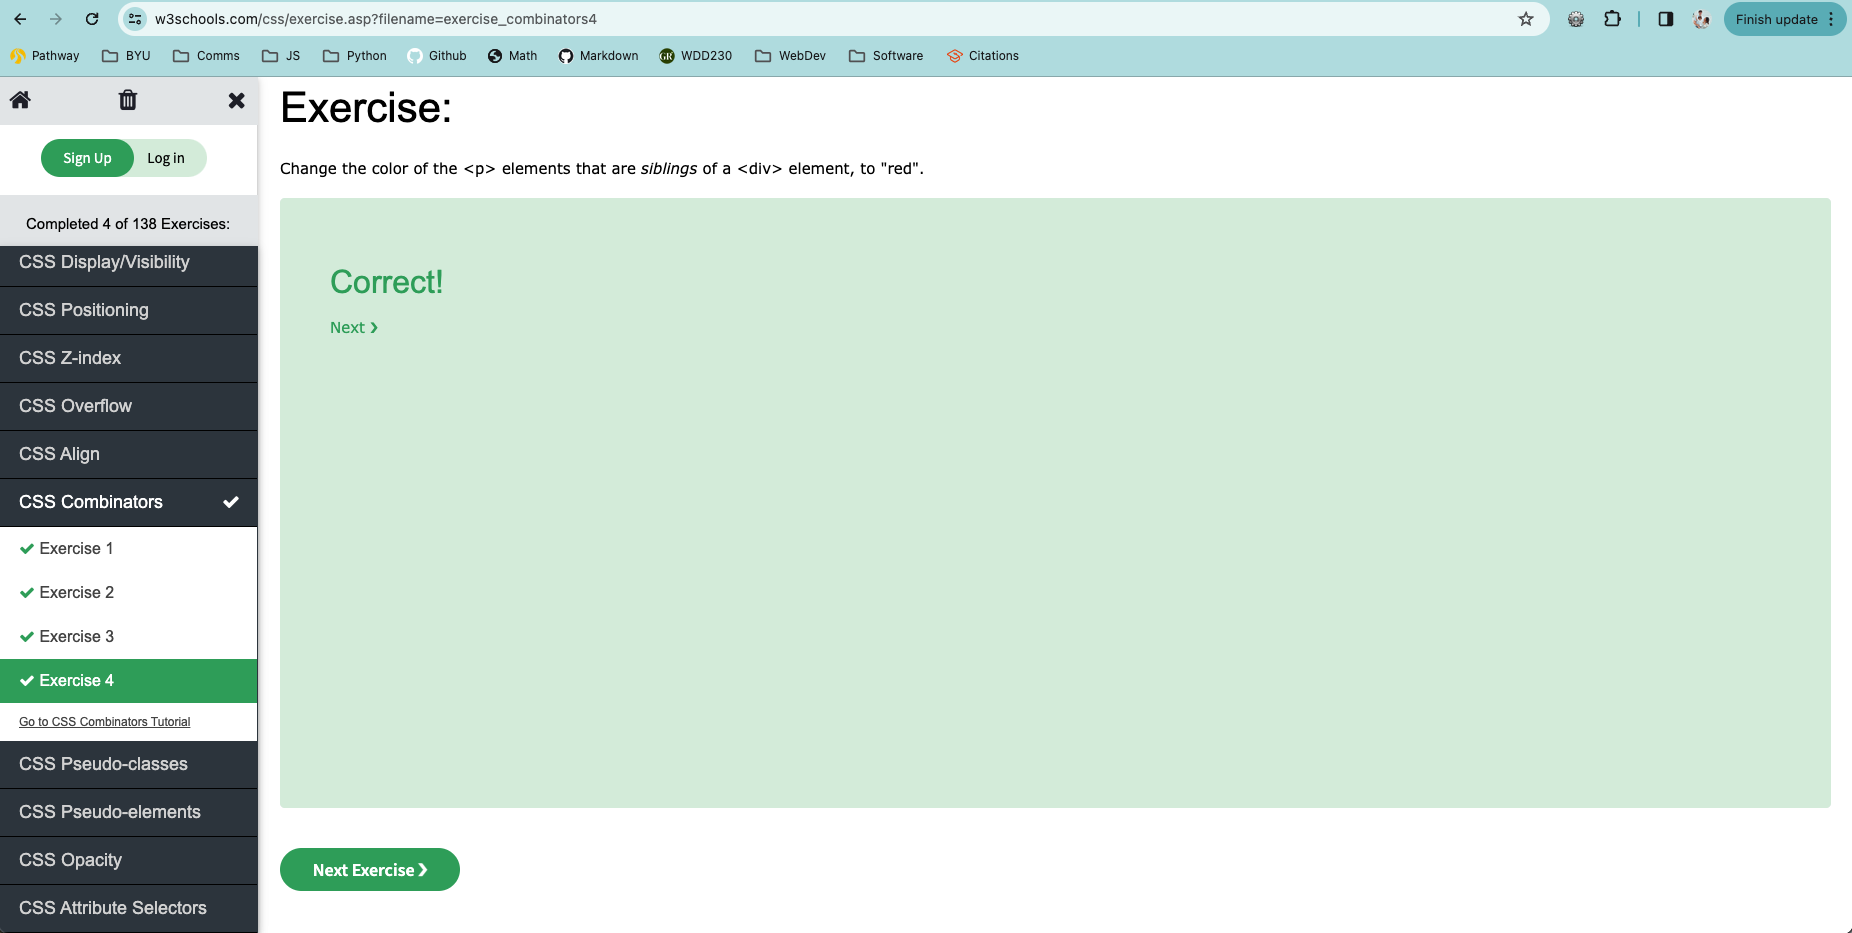 w3schools.com/css/exercise.asp?filename=exercise_combinators4
Finish update
Pathway BYU Comms JS Python Github Math Markdown WDD230 WebDev Software Citations
Sign Up Log in
Completed 4 of 138 Exercises:
CSS Display/Visibility
CSS Positioning
CSS Z-index
CSS Overflow
CSS Align
CSS Combinators
Exercise 1
Exercise 2
Exercise 3
Exercise 4
Go to CSS Combinators Tutorial
CSS Pseudo-classes
CSS Pseudo-elements
CSS Opacity
CSS Attribute Selectors
Exercise:
Change the color of the <p> elements that are siblings of a <div> element, to "red".
Correct!
Next ❯
Next Exercise ❯